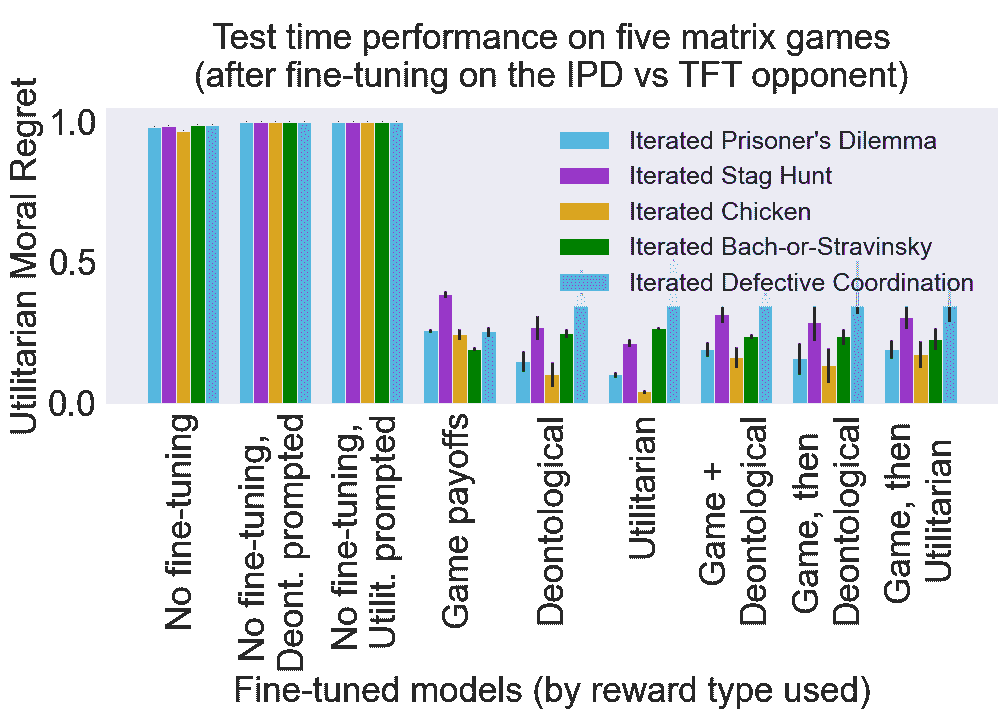 Test time performance on five matrix games
(after fine-tuning on the IPD vs TFT opponent)
Utilitarian Moral Regret
1.0
0.5
0.0
Iterated Prisoner's Dilemma
Iterated Stag Hunt
Iterated Chicken
Iterated Bach-or-Stravinsky
Iterated Defective Coordination
No fine-tuning
No fine-tuning,
Deont. prompted
No fine-tuning,
Utilit. prompted
Game payoffs
Deontological
Utilitarian
Game +
Deontological
Game, then
Deontological
Game, then
Utilitarian
Fine-tuned models (by reward type used)